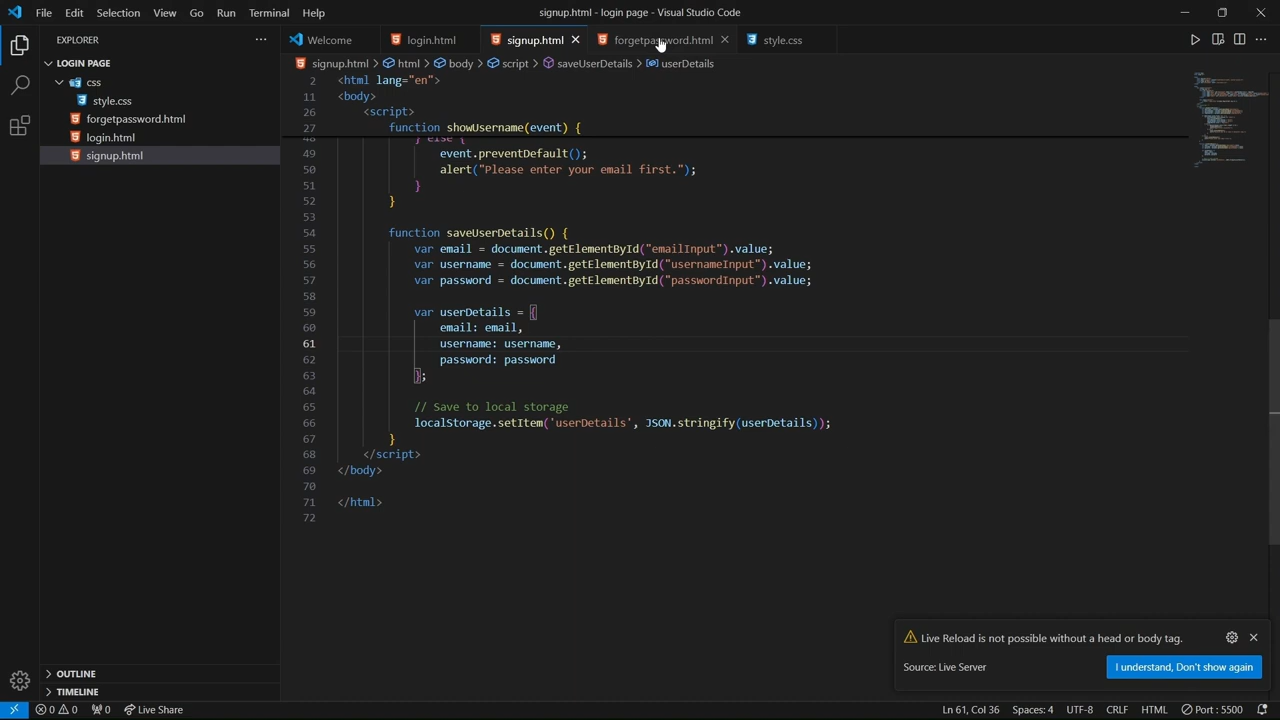 File Edit Selection View Go Run Terminal Help
signup.html - login page - Visual Studio Code
EXPLORER
LOGIN PAGE
css
style.css
forgetpassword.html
login.html
signup.html
OUTLINE
TIMELINE
Welcome login.html signup.html forgetpassword.html style.css
signup.html > html > body > script > saveUserDetails > userDetails
2 <html lang="en">
11 <body>
26 <script>
27 function showUsername(event) {
48 } else {
49 event.preventDefault();
50 alert("Please enter your email first.");
51 }
52 }
53
54 function saveUserDetails() {
55 var email = document.getElementById("emailInput").value;
56 var username = document.getElementById("usernameInput").value;
57 var password = document.getElementById("passwordInput").value;
58
59 var userDetails = {
60 email: email,
61 username: username,
62 password: password
63 };
64
65 // Save to local storage
66 localStorage.setItem('userDetails', JSON.stringify(userDetails));
67 }
68 </script>
69 </body>
70
71 </html>
72
Live Reload is not possible without a head or body tag.
Source: Live Server
I understand, Don't show again
0 0 0 Live Share
Ln 61, Col 36 Spaces: 4 UTF-8 CRLF HTML Port : 5500